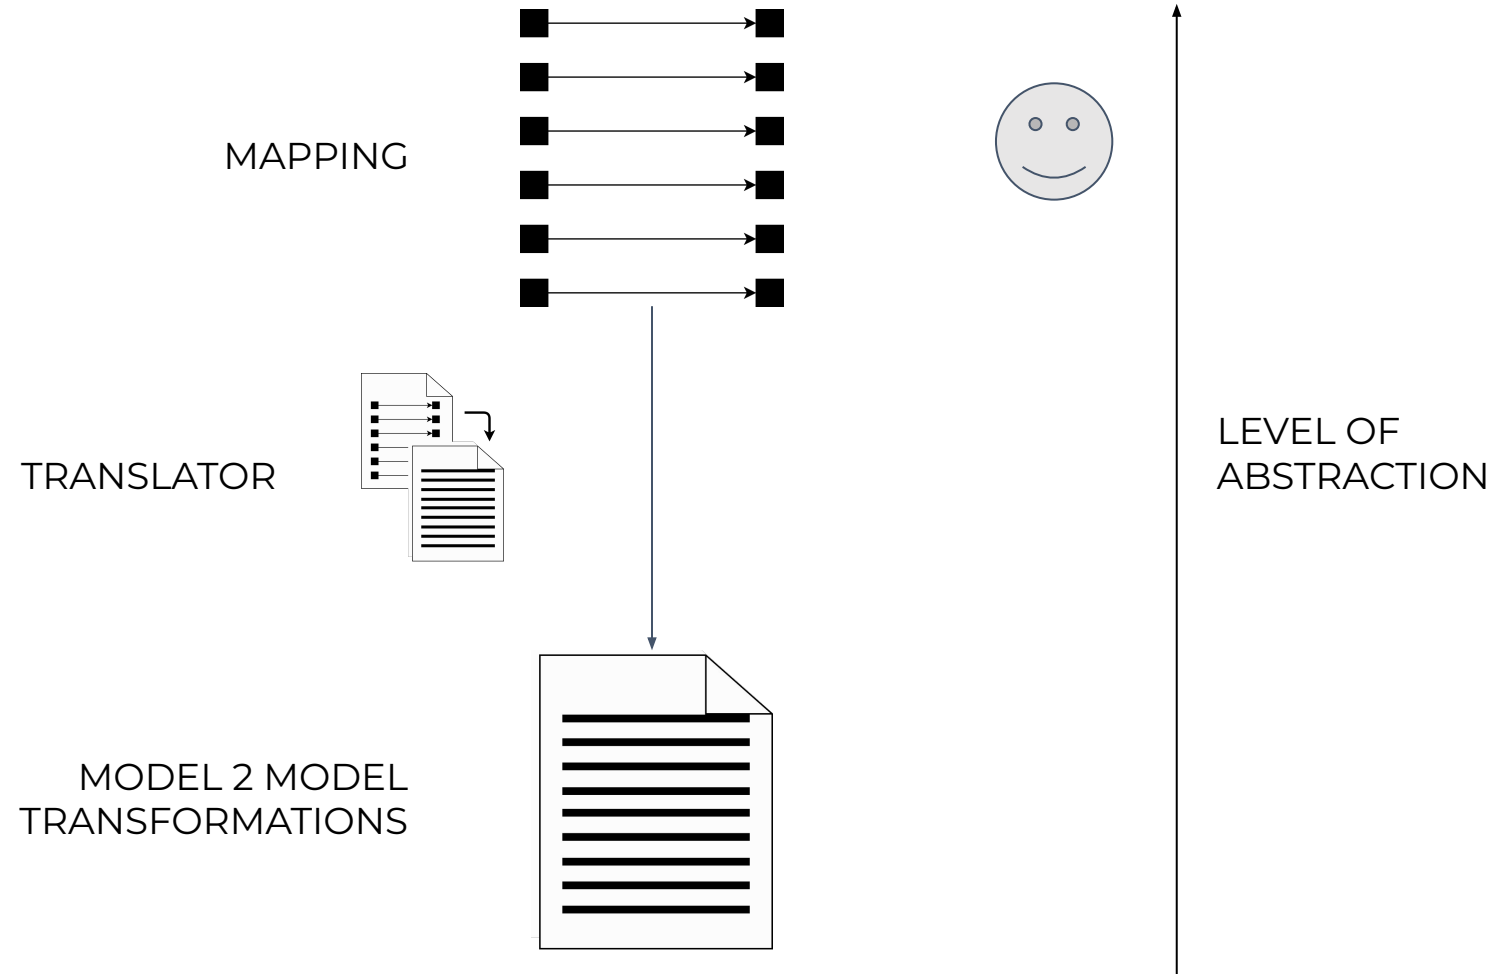 MAPPING
TRANSLATOR
LEVEL OF
ABSTRACTION
MODEL 2 MODEL
TRANSFORMATIONS